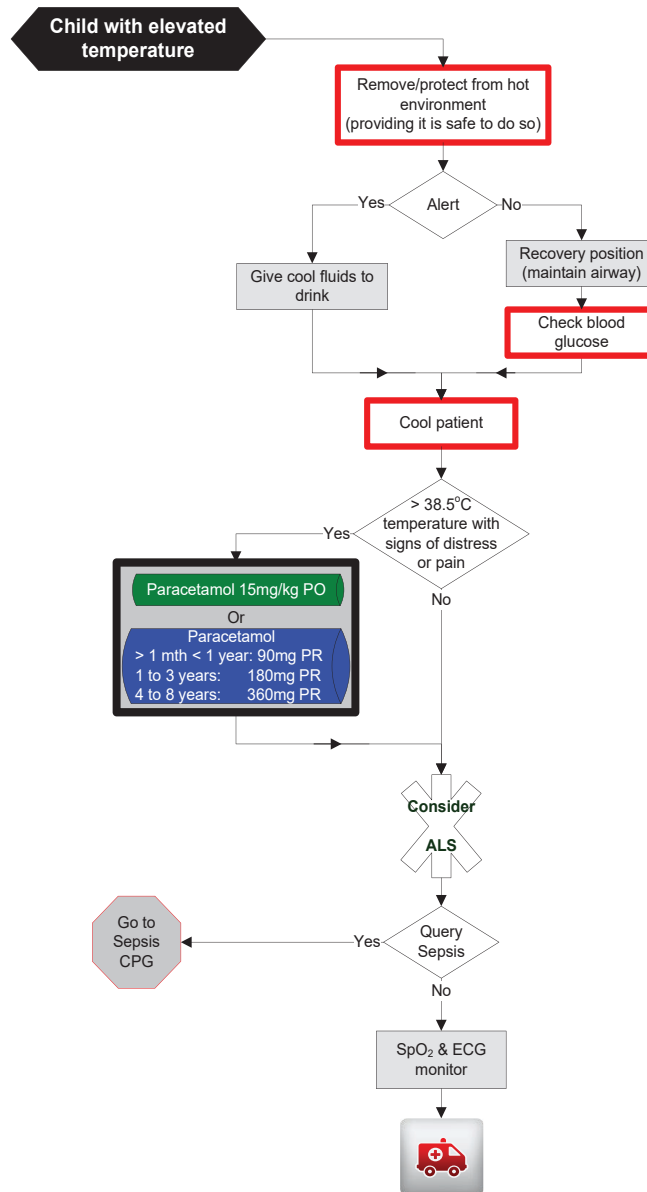 Child with elevated
temperature
Remove/protect from hot
environment
(providing it is safe to do so)
Yes
Alert
No
Give cool fluids to
drink
Recovery position
(maintain airway)
Check blood
glucose
Cool patient
> 38.5°C
temperature with
signs of distress
or pain
Yes
No
Paracetamol 15mg/kg PO
Or
Paracetamol
> 1 mth < 1 year: 90mg PR
1 to 3 years: 180mg PR
4 to 8 years: 360mg PR
Consider
ALS
Query
Sepsis
Yes
Go to
Sepsis
CPG
No
SpO₂ & ECG
monitor